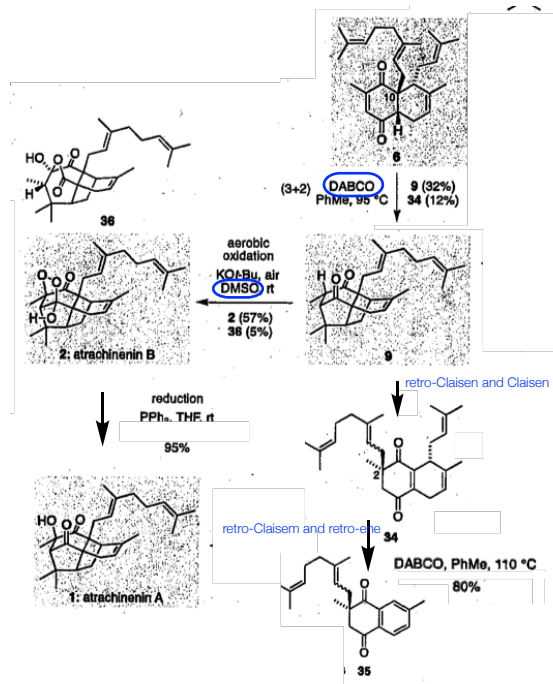 O
10
O
H
6
(3+2)
DABCO
PhMe, 95 °C
9 (32%)
34 (12%)
HO
O
O
O
H
36
aerobic
oxidation
KOt-Bu, air
DMSO, rt
2 (57%)
36 (5%)
O
O
O
H-O
2: atrachinenin B
H
O
O
9
retro-Claisen and Claisen
reduction
PPh₃, THF, rt
95%
O
2
O
34
HO
O
O
1: atrachinenin A
retro-Claisem and retro-ene
DABCO, PhMe, 110 °C
80%
O
O
35